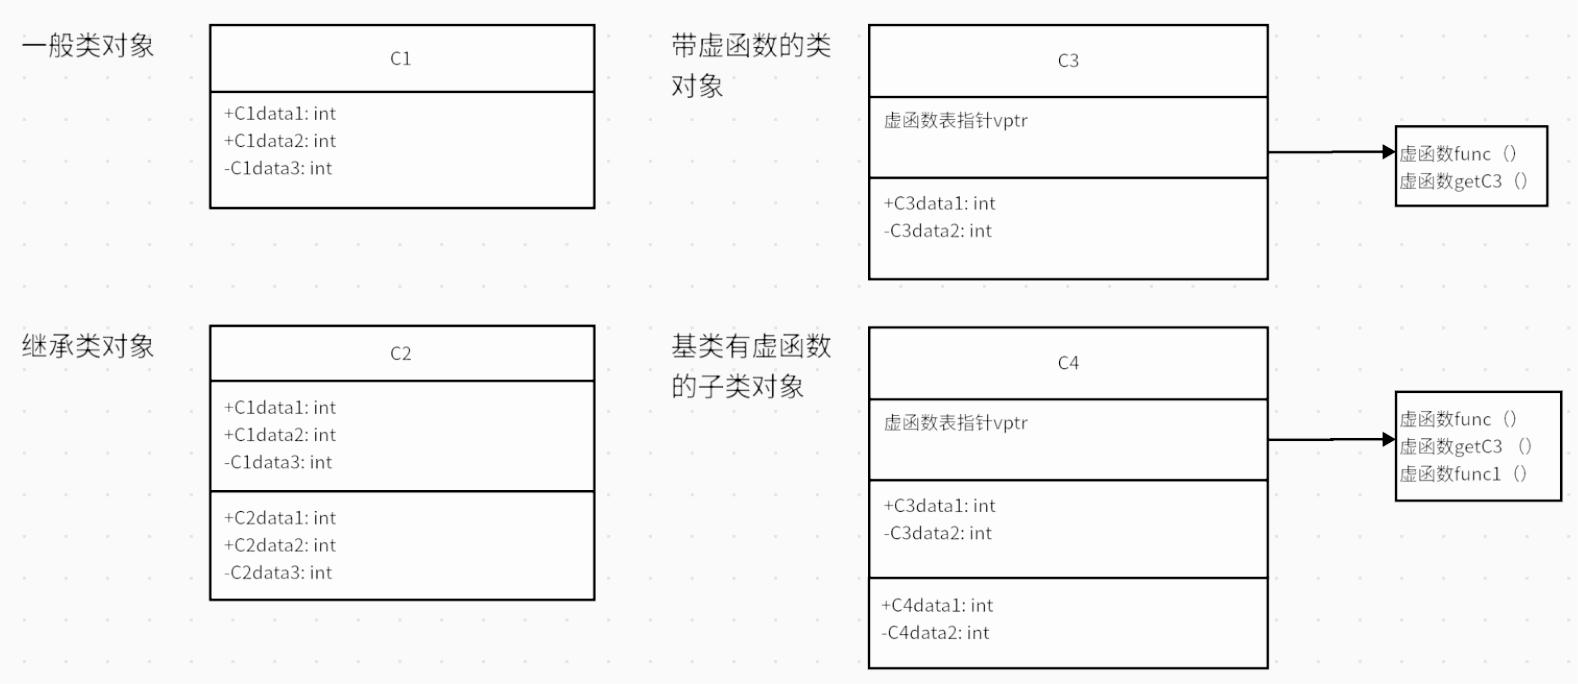 一般类对象
C1
+C1data1: int
+C1data2: int
-C1data3: int
带虚函数的类
对象
C3
虚函数表指针vptr
+C3data1: int
-C3data2: int
虚函数func（）
虚函数getC3（）
继承类对象
C2
+C1data1: int
+C1data2: int
-C1data3: int
+C2data1: int
+C2data2: int
-C2data3: int
基类有虚函数
的子类对象
C4
虚函数表指针vptr
+C3data1: int
-C3data2: int
+C4data1: int
-C4data2: int
虚函数func（）
虚函数getC3 （）
虚函数func1（）